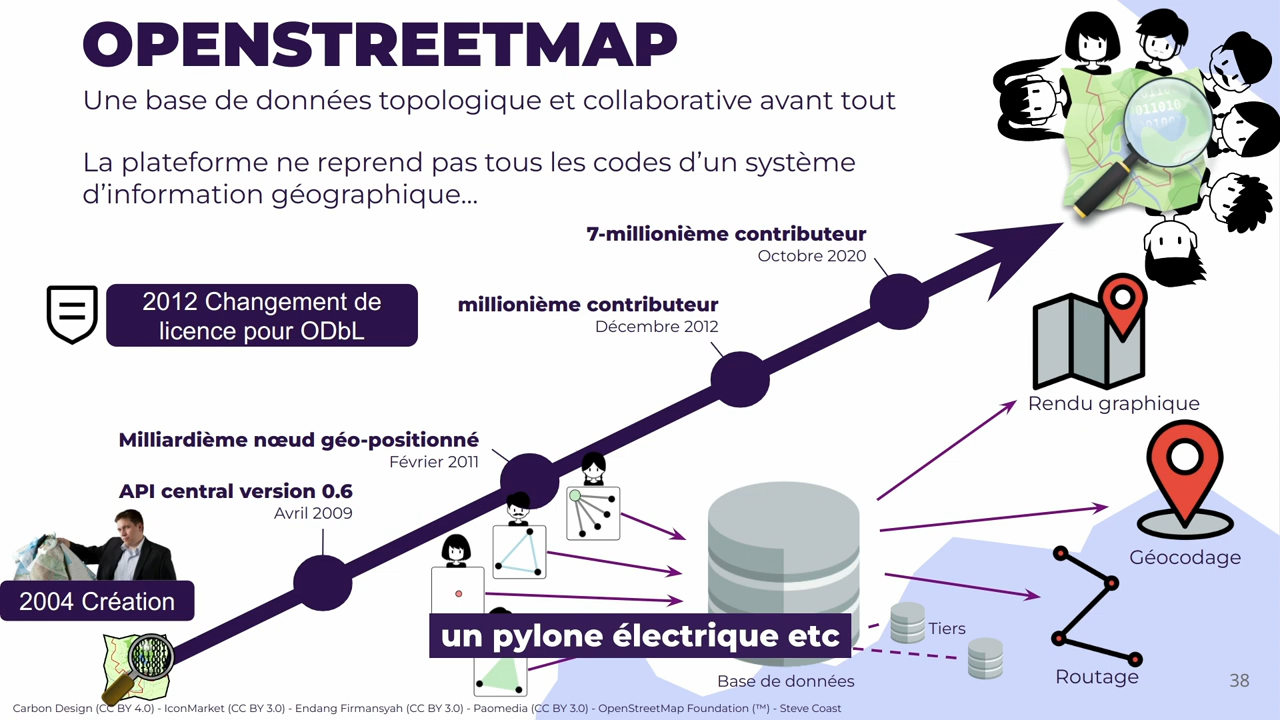 OPENSTREETMAP
Une base de données topologique et collaborative avant tout
La plateforme ne reprend pas tous les codes d'un système
d'information géographique...
7-millionième contributeur
Octobre 2020
2012 Changement de
licence pour ODbL
millionième contributeur
Décembre 2012
Rendu graphique
Milliardième nœud géo-positionné
Février 2011
API central version 0.6
Avril 2009
Géocodage
2004 Création
un pylone électrique etc
Tiers
Base de données
Routage
38
Carbon Design (CC BY 4.0) - IconMarket (CC BY 3.0) - Endang Firmansyah (CC BY 3.0) - Paomedia (CC BY 3.0) - OpenStreetMap Foundation (™) - Steve Coast